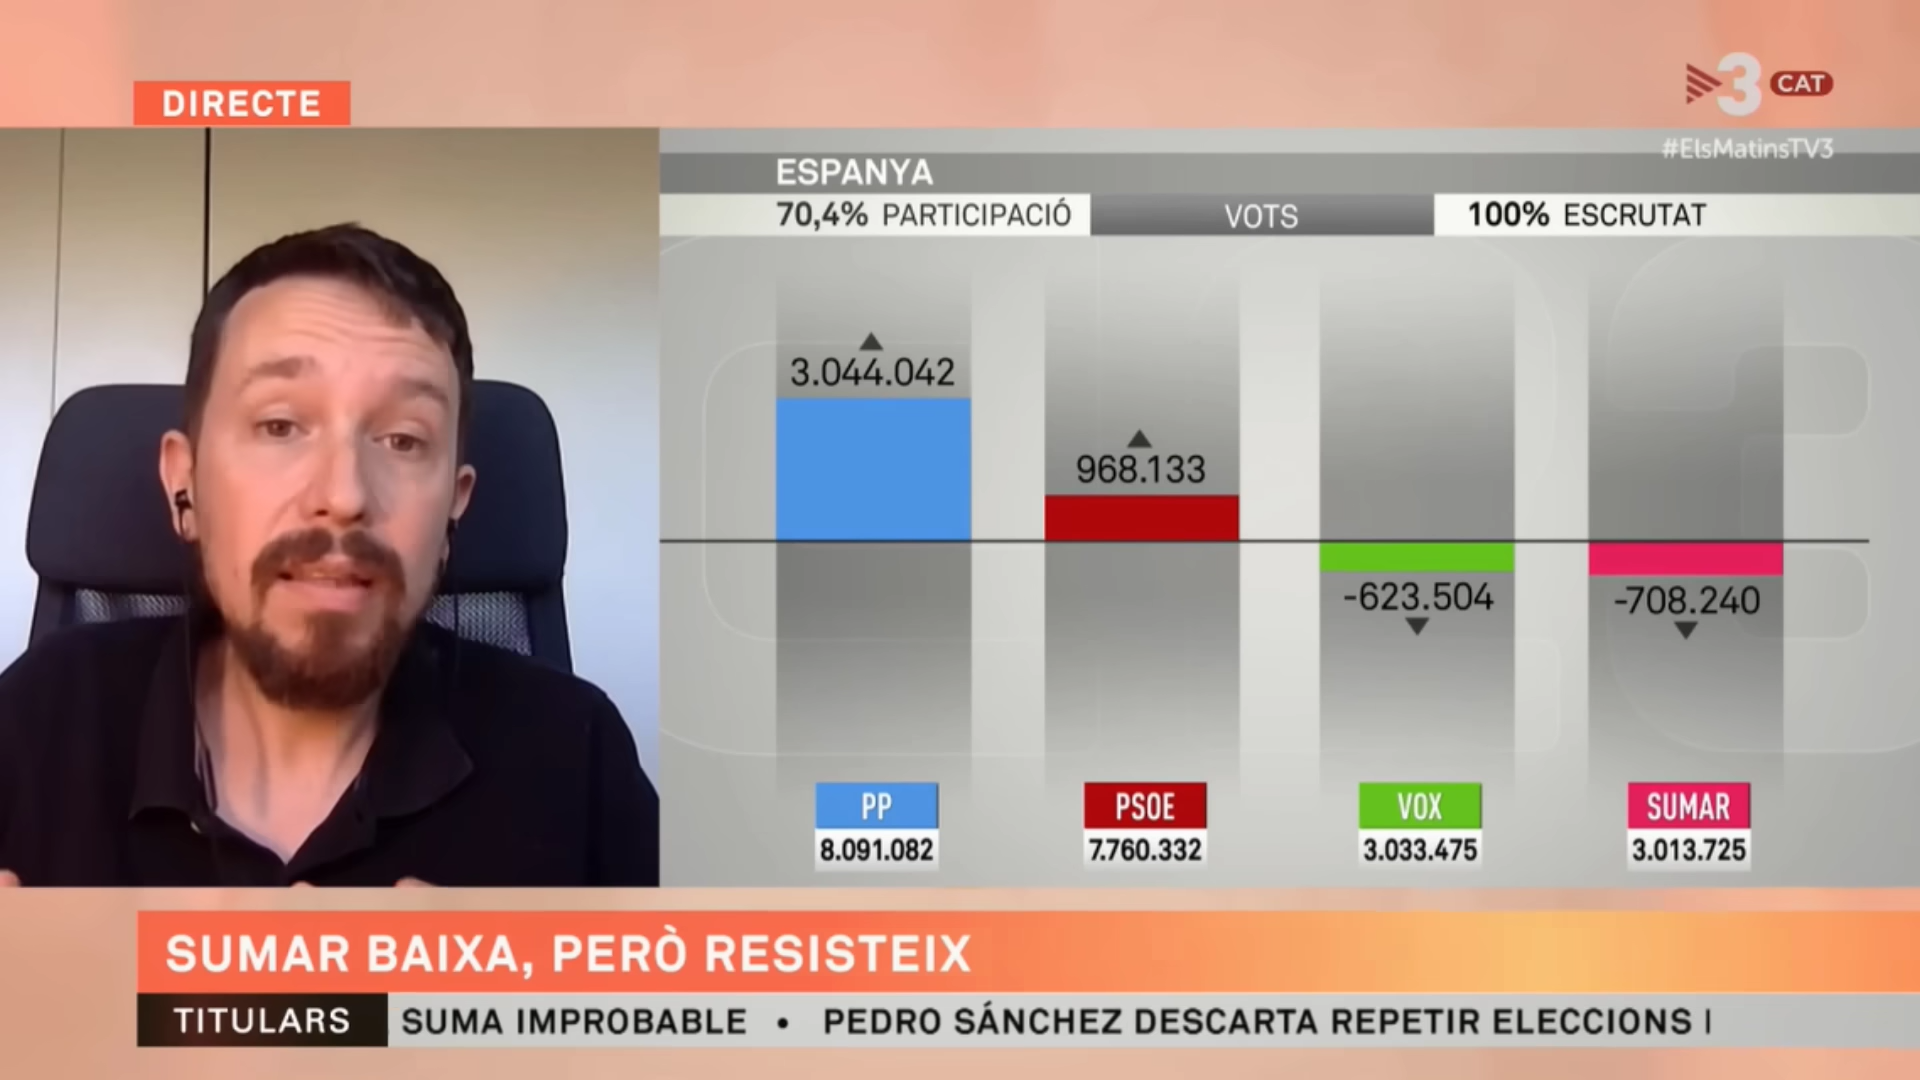 DIRECTE
3 CAT
#ElsMatinsTV3
ESPANYA
70,4% PARTICIPACIÓ VOTS 100% ESCRUTAT
3.044.042
968.133
-623.504
-708.240
PP PSOE VOX SUMAR
8.091.082 7.760.332 3.033.475 3.013.725
SUMAR BAIXA, PERÒ RESISTEIX
TITULARS SUMA IMPROBABLE • PEDRO SÁNCHEZ DESCARTA REPETIR ELECCIONS I